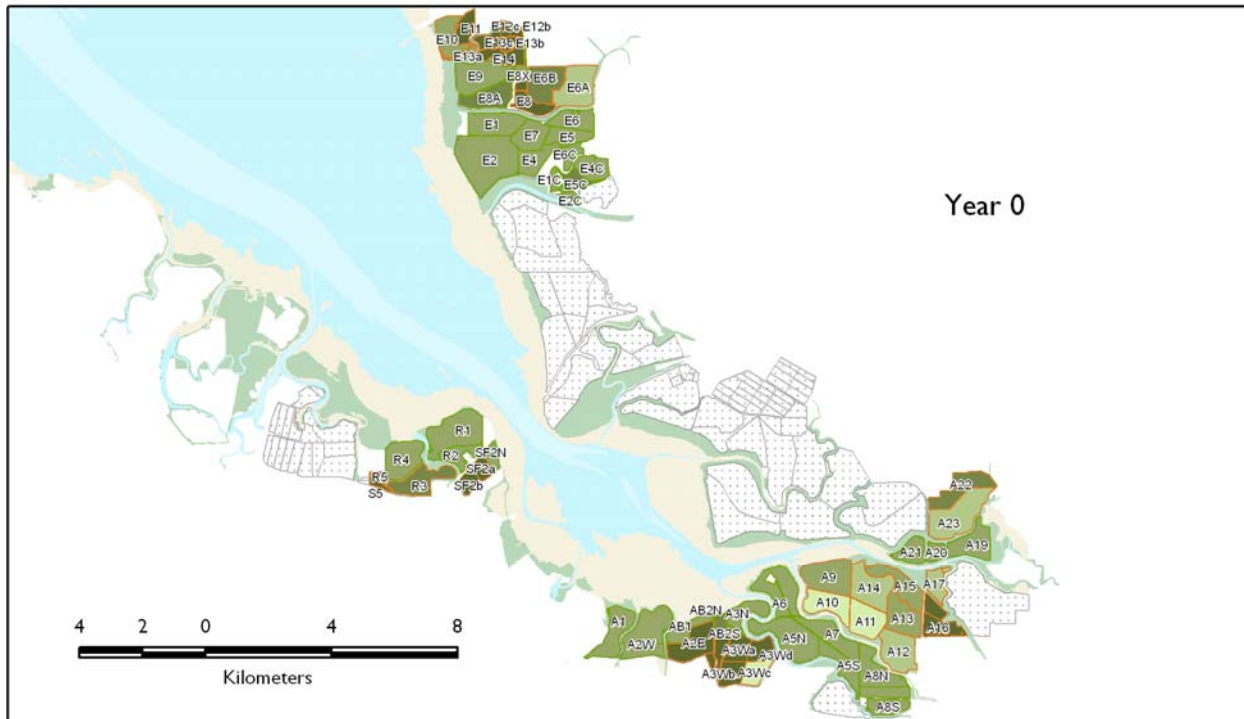 E11
E12c
E12b
E10
E13b
E13a
E14
E9
E8X
E6B
E6A
E8A
E8
E1
E6
E7
E5
E2
E4
E6C
E4C
E1C
E5C
E2C
Year 0
R1
R4
R2
SF2N
SF2a
R5
R3
SF2b
S5
A22
A23
A19
A21
A20
A9
A14
A15
A17
A6
A10
A11
A13
A16
A1
AB2N
A3N
AB1
A2W
A2E
AB2S
A5N
A7
A12
A3Wa
A3Wd
A3Wb
A3Wc
A5S
A8N
A8S
4 2 0 4 8
Kilometers